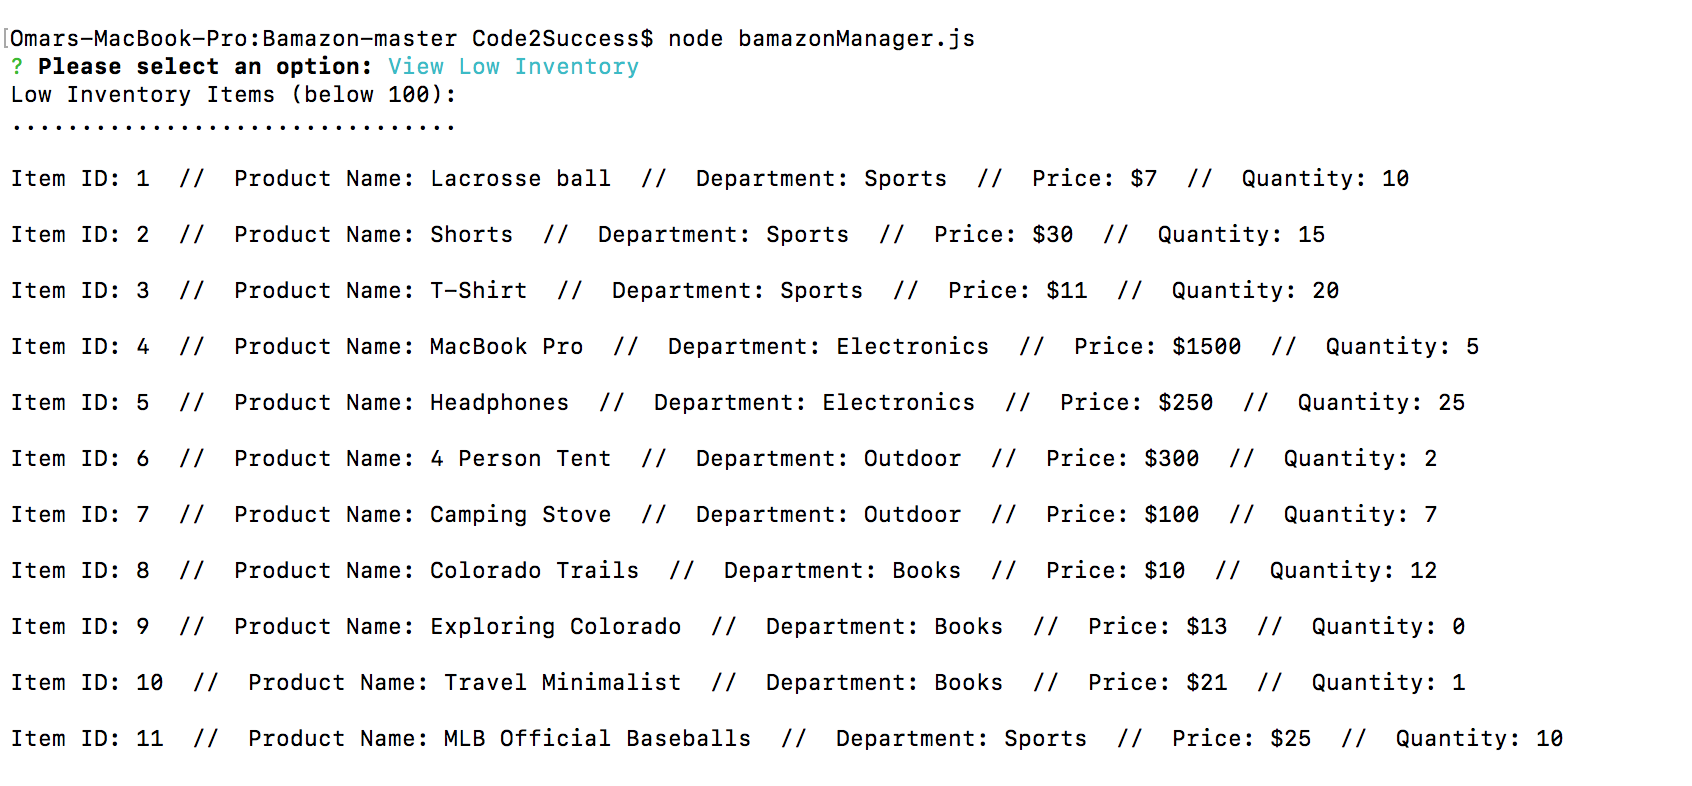 [Omars-MacBook-Pro:Bamazon-master Code2Success$ node bamazonManager.js
? Please select an option: View Low Inventory
Low Inventory Items (below 100):
................................
Item ID: 1  //  Product Name: Lacrosse ball  //  Department: Sports  //  Price: $7  //  Quantity: 10
Item ID: 2  //  Product Name: Shorts  //  Department: Sports  //  Price: $30  //  Quantity: 15
Item ID: 3  //  Product Name: T-Shirt  //  Department: Sports  //  Price: $11  //  Quantity: 20
Item ID: 4  //  Product Name: MacBook Pro  //  Department: Electronics  //  Price: $1500  //  Quantity: 5
Item ID: 5  //  Product Name: Headphones  //  Department: Electronics  //  Price: $250  //  Quantity: 25
Item ID: 6  //  Product Name: 4 Person Tent  //  Department: Outdoor  //  Price: $300  //  Quantity: 2
Item ID: 7  //  Product Name: Camping Stove  //  Department: Outdoor  //  Price: $100  //  Quantity: 7
Item ID: 8  //  Product Name: Colorado Trails  //  Department: Books  //  Price: $10  //  Quantity: 12
Item ID: 9  //  Product Name: Exploring Colorado  //  Department: Books  //  Price: $13  //  Quantity: 0
Item ID: 10  //  Product Name: Travel Minimalist  //  Department: Books  //  Price: $21  //  Quantity: 1
Item ID: 11  //  Product Name: MLB Official Baseballs  //  Department: Sports  //  Price: $25  //  Quantity: 10